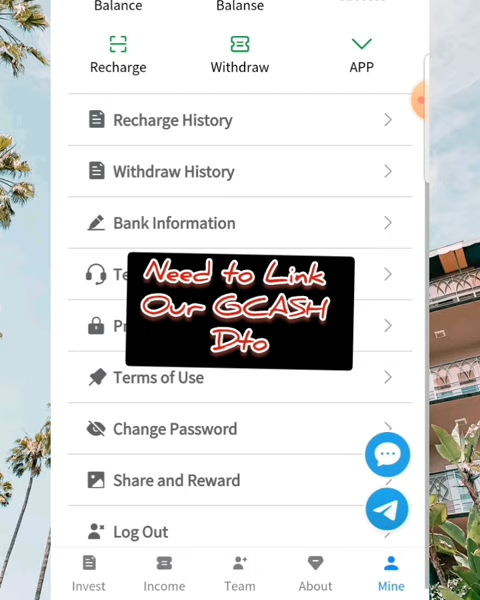 Balance
Balanse
Recharge
Withdraw
APP
Recharge History
Withdraw History
Bank Information
Need to Link
Our GCASH
Dto
Terms of Use
Change Password
Share and Reward
Log Out
Invest
Income
Team
About
Mine